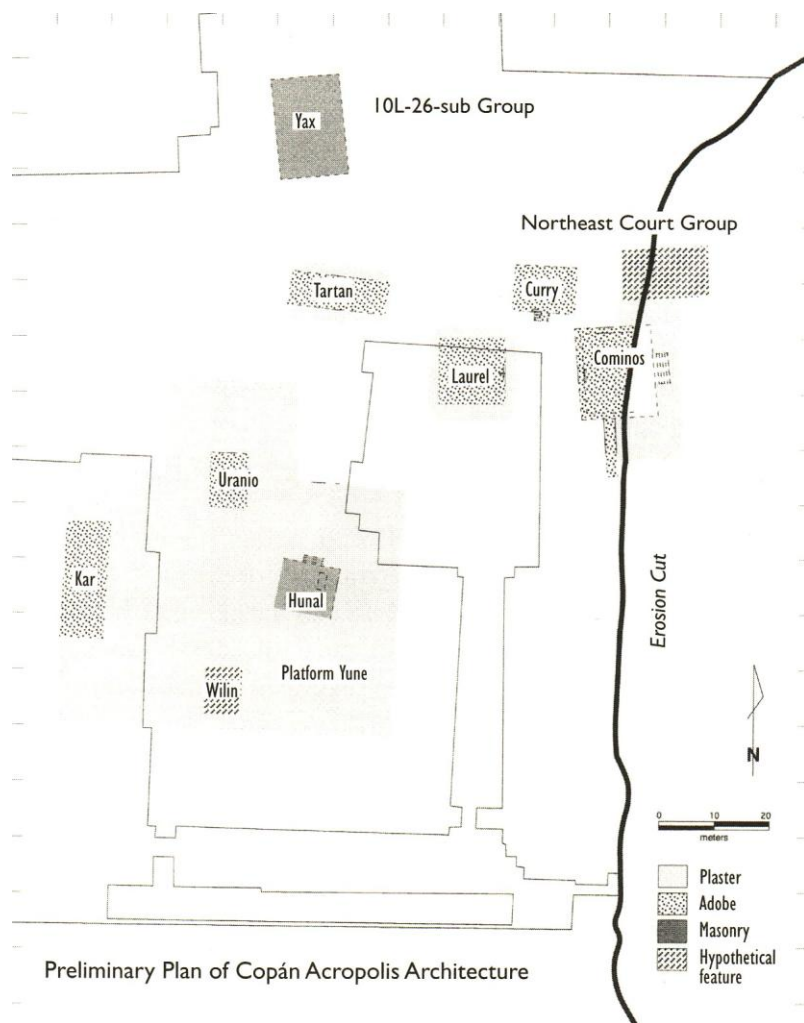 Yax
10L-26-sub Group
Northeast Court Group
Tartan
Curry
Cominos
Laurel
Uranio
Kar
Hunal
Erosion Cut
Platform Yune
Wilin
N
0 10 20
meters
Plaster
Adobe
Masonry
Hypothetical
feature
Preliminary Plan of Copán Acropolis Architecture